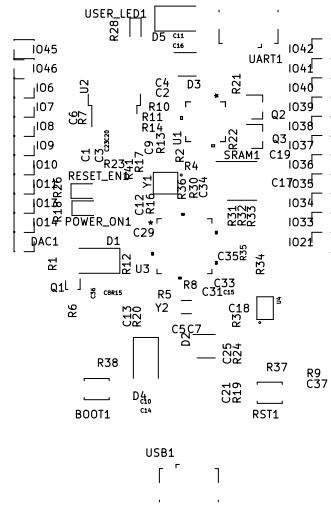 USER_LED1
R28
D5
C11
C16
UART1
IO45
IO46
IO6
IO7
IO8
IO9
IO10
IO11
IO13
IO14
IO42
IO41
IO40
IO39
IO38
IO37
IO36
IO35
IO34
IO33
IO21
U2
C4
C2
D3
R21
R10
R11
R14
C6
R7
Q2
Q3
U1
R22
C1
C3
R23
R17
C9
R13
R2
SRAM1
C19
R4
RESET_EN1
R41
Y1
R36
R30
C34
C17
R26
R18
C12
R16
POWER_ON1
R31
R32
R33
DAC1
D1
C29
R1
R12
U3
C35
R35
R34
Q1
C36
C8
R15
R8
C33
C31
C15
R5
Y2
R6
C13
R20
C18
R3
C5
C7
D2
R38
C25
R24
R37
R9
C37
BOOT1
D4
C10
C14
C21
R19
RST1
USB1